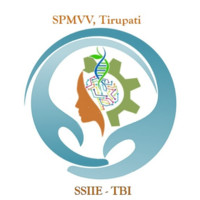 SPMVV, Tirupati
SSIIE - TBI